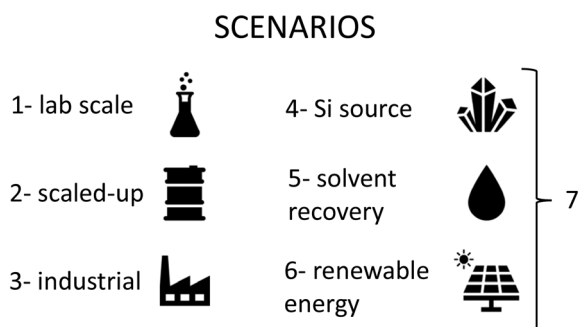 SCENARIOS
1- lab scale
2- scaled-up
3- industrial
4- Si source
5- solvent
recovery
6- renewable
energy
7